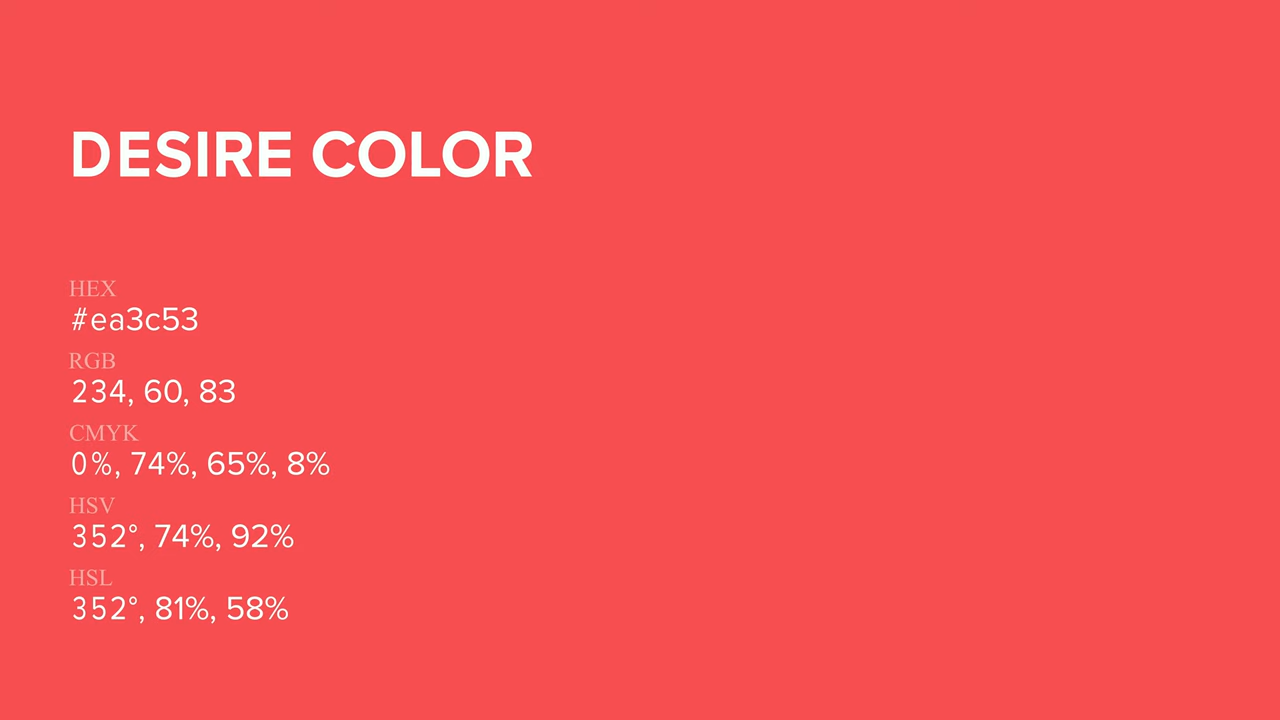 DESIRE COLOR
HEX
#ea3c53
RGB
234, 60, 83
CMYK
0%, 74%, 65%, 8%
HSV
352°, 74%, 92%
HSL
352°, 81%, 58%